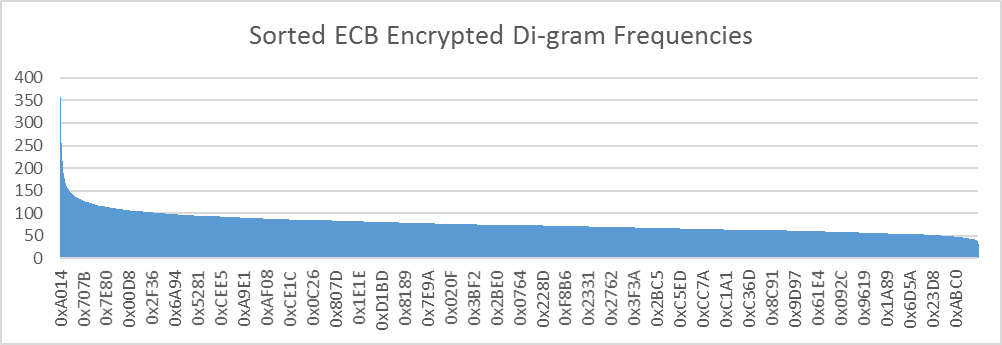 Sorted ECB Encrypted Di-gram Frequencies
400
350
300
250
200
150
100
50
0
0xA014
0x707B
0x7E80
0x00D8
0x2F36
0x6A94
0x5281
0xCEE5
0xA9E1
0xAF08
0xCE1C
0x0C26
0x807D
0x1E1E
0xD1BD
0x8189
0x7E9A
0x020F
0x3BF2
0x2BE0
0x0764
0x228D
0xF8B6
0x2331
0x2762
0x3F3A
0x2BC5
0xC5ED
0xCC7A
0xC1A1
0xC36D
0x8C91
0x9D97
0x61E4
0x092C
0x9619
0x1A89
0x6D5A
0x23D8
0xABC0